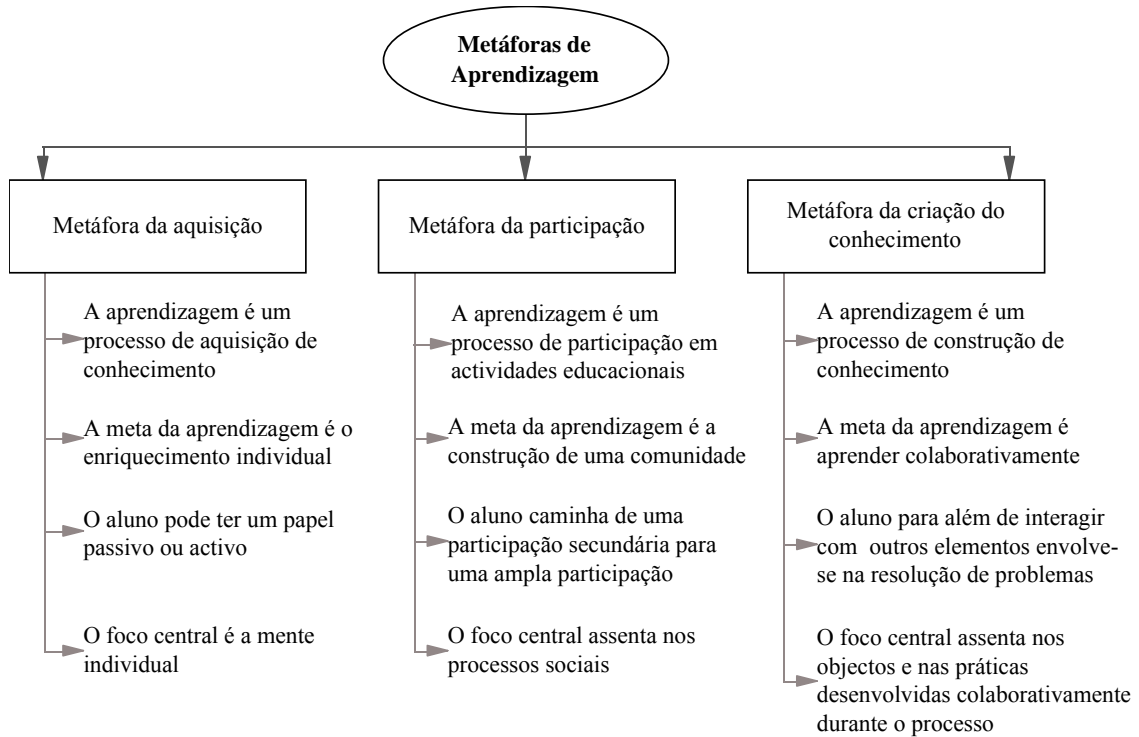 Metáforas de
Aprendizagem
Metáfora da aquisição
A aprendizagem é um
processo de aquisição de
conhecimento
A meta da aprendizagem é o
enriquecimento individual
O aluno pode ter um papel
passivo ou activo
O foco central é a mente
individual
Metáfora da participação
A aprendizagem é um
processo de participação em
actividades educacionais
A meta da aprendizagem é a
construção de uma comunidade
O aluno caminha de uma
participação secundária para
uma ampla participação
O foco central assenta nos
processos sociais
Metáfora da criação do
conhecimento
A aprendizagem é um
processo de construção de
conhecimento
A meta da aprendizagem é
aprender colaborativamente
O aluno para além de interagir
com outros elementos envolve-
se na resolução de problemas
O foco central assenta nos
objectos e nas práticas
desenvolvidas colaborativamente
durante o processo